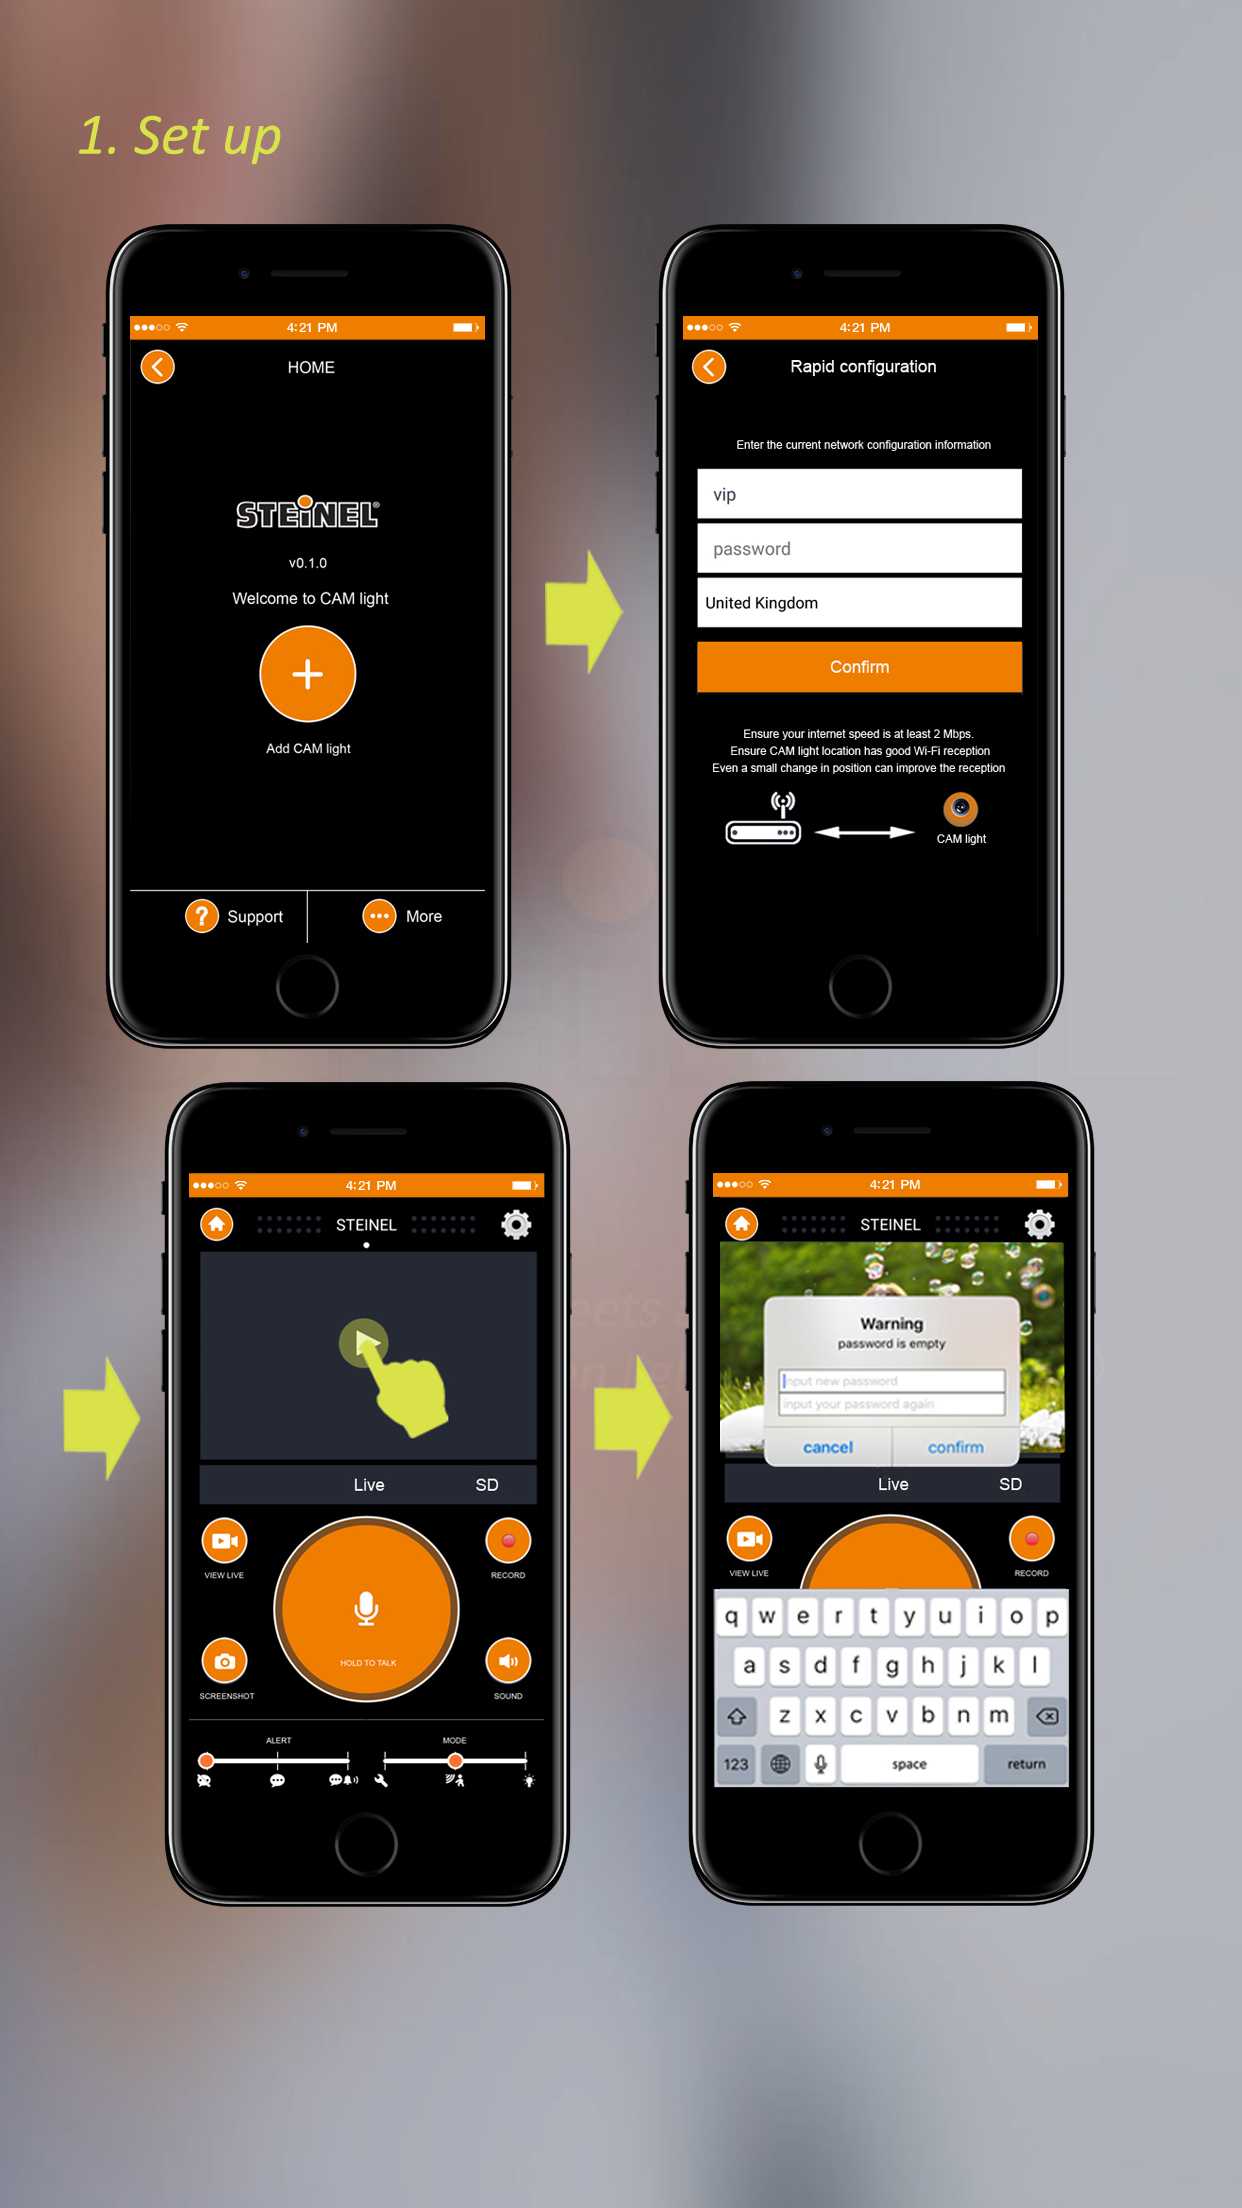 1. Set up
4:21 PM
HOME
STEINEL®
v0.1.0
Welcome to CAM light
Add CAM light
Support
More
4:21 PM
Rapid configuration
Enter the current network configuration information
vip
password
United Kingdom
Confirm
Ensure your internet speed is at least 2 Mbps.
Ensure CAM light location has good Wi-Fi reception
Even a small change in position can improve the reception
CAM light
4:21 PM
STEINEL
Live SD
VIEW LIVE
RECORD
HOLD TO TALK
SCREENSHOT
SOUND
ALERT
MODE
4:21 PM
STEINEL
Warning
password is empty
input new password
input your password again
cancel confirm
Live SD
VIEW LIVE
RECORD
q w e r t y u i o p
a s d f g h j k l
z x c v b n m
123 space return